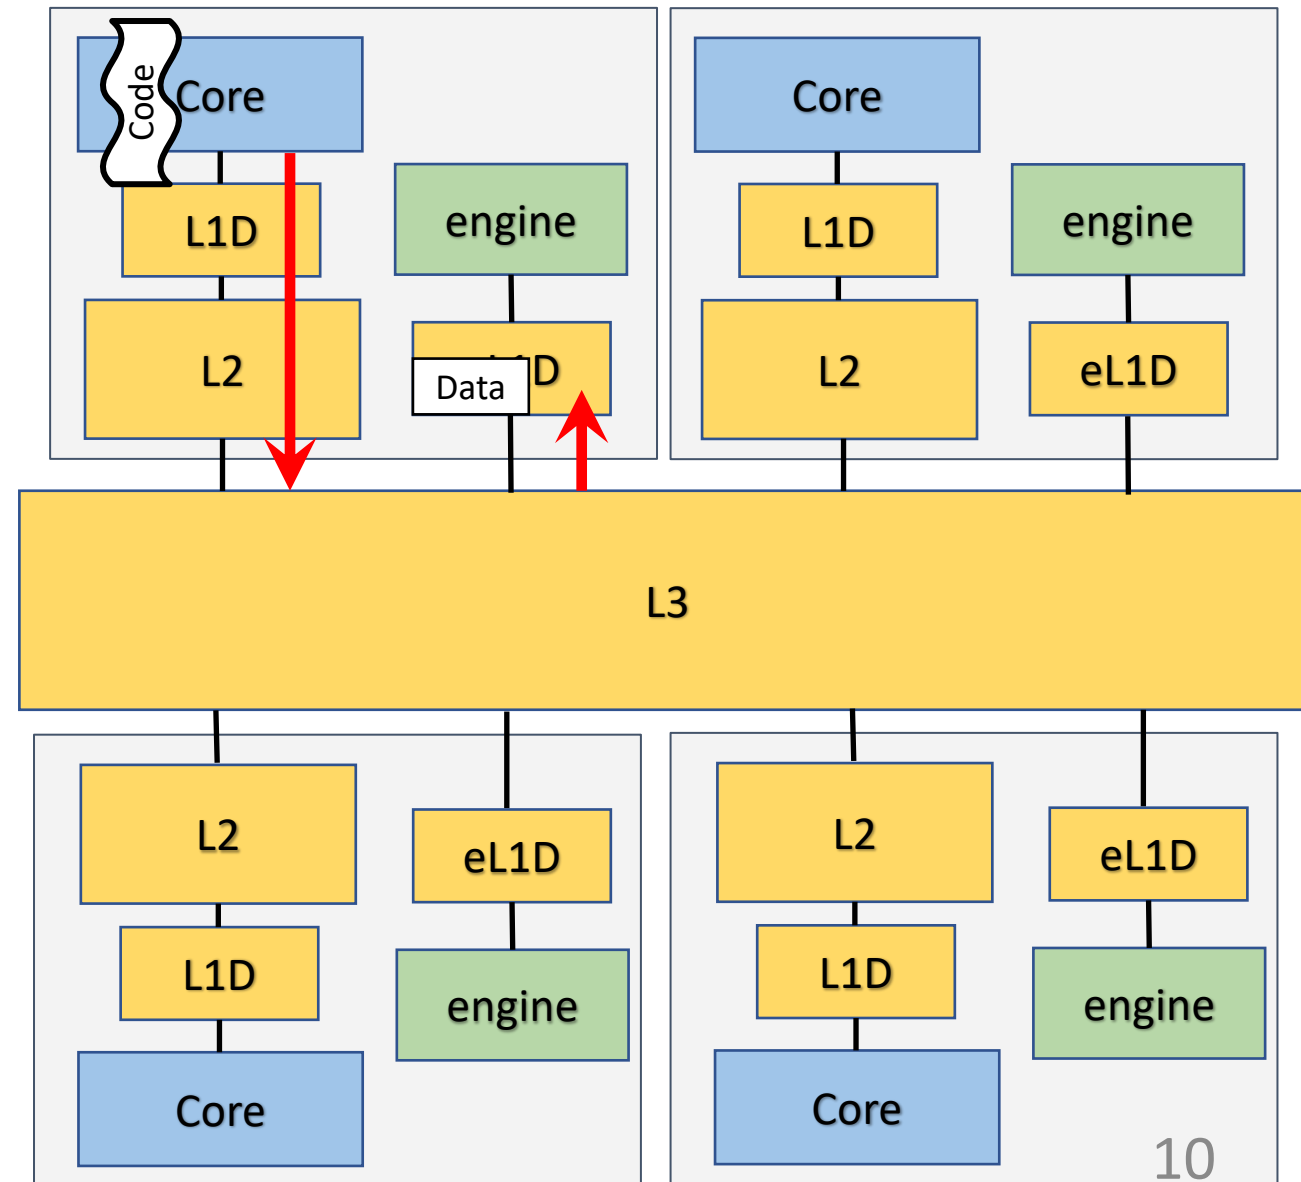 Code
Core
L1D
engine
L2
Data
D
Core
L1D
engine
L2
eL1D
L3
L2
eL1D
L1D
engine
Core
L2
eL1D
L1D
engine
Core
10